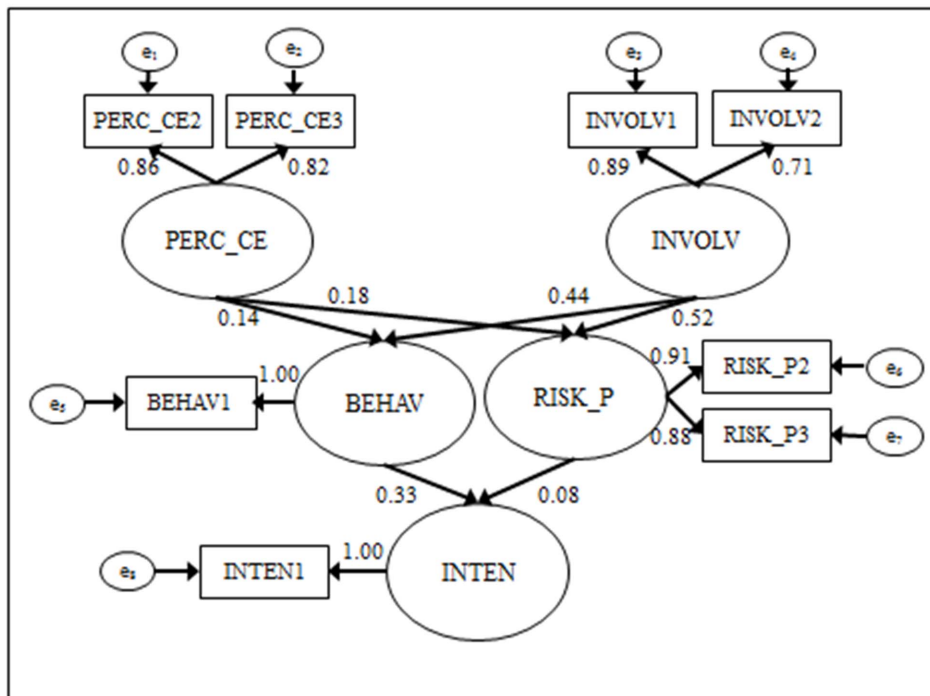 e₁
e₂
e₃
e₄
PERC_CE2
PERC_CE3
INVOLV1
INVOLV2
0.86
0.82
0.89
0.71
PERC_CE
INVOLV
0.14
0.18
0.44
0.52
e₅
BEHAV1
1.00
BEHAV
RISK_P
0.91
RISK_P2
e₆
0.88
RISK_P3
e₇
0.33
0.08
e₈
INTEN1
1.00
INTEN